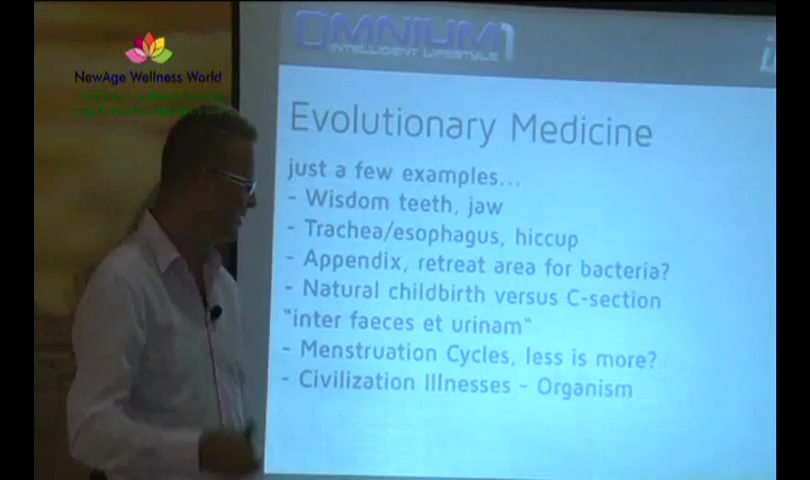 OMNIUM1
INTELLIGENT LIFESTYLE
NewAge Wellness World
Evolutionary Medicine
just a few examples...
- Wisdom teeth, jaw
- Trachea/esophagus, hiccup
- Appendix, retreat area for bacteria?
- Natural childbirth versus C-section
"inter faeces et urinam"
- Menstruation Cycles, less is more?
- Civilization Illnesses - Organism